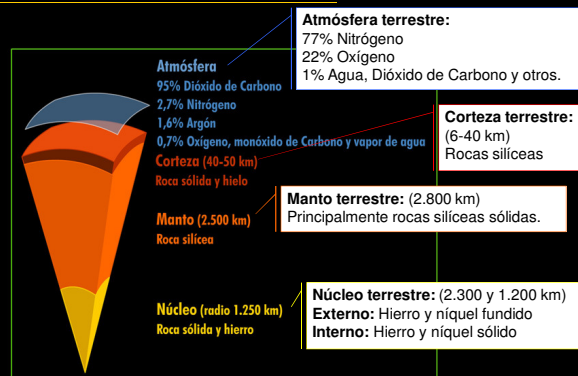 Atmósfera terrestre:
77% Nitrógeno
22% Oxígeno
1% Agua, Dióxido de Carbono y otros.
Atmósfera
95% Dióxido de Carbono
2,7% Nitrógeno
1,6% Argón
0,7% Oxígeno, monóxido de Carbono y vapor de agua
Corteza terrestre:
(6-40 km)
Rocas silíceas
Corteza (40-50 km)
Roca sólida y hielo
Manto terrestre: (2.800 km)
Principalmente rocas silíceas sólidas.
Manto (2.500 km)
Roca silícea
Núcleo terrestre: (2.300 y 1.200 km)
Externo: Hierro y níquel fundido
Interno: Hierro y níquel sólido
Núcleo (radio 1.250 km)
Roca sólida y hierro